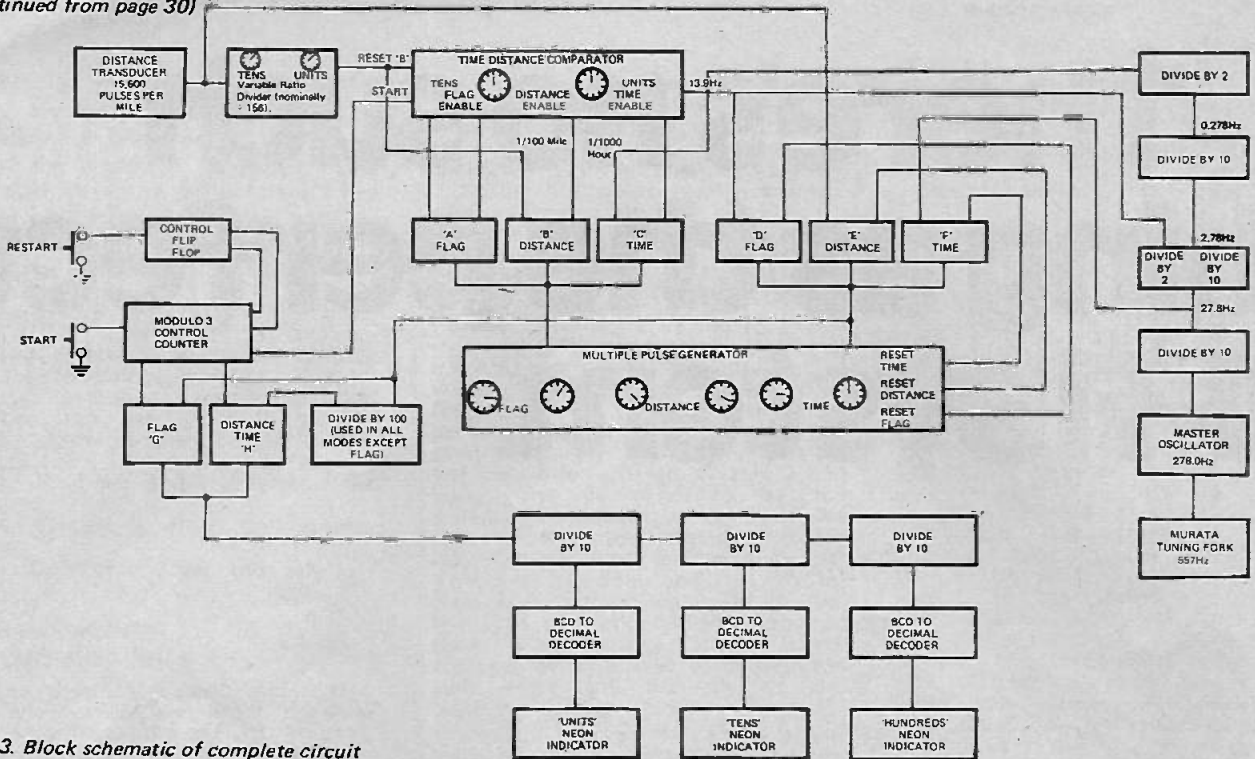 tinued from page 30)
DISTANCE
TRANSDUCER
15,600
PULSES PER
MILE
TENS UNITS
Variable Ratio
Divider (nominally
÷ 156).
RESET 'B'
START
TIME DISTANCE COMPARATOR
TENS UNITS
FLAG DISTANCE TIME
ENABLE ENABLE ENABLE
13.9Hz
DIVIDE BY 2
0.278Hz
DIVIDE BY 10
2.78Hz
DIVIDE BY 2
DIVIDE BY 10
27.8Hz
DIVIDE BY 10
MASTER
OSCILLATOR
278.0Hz
MURATA
TUNING FORK
557Hz
1/100 Mile
1/1000
Hour
'A'
FLAG
'B'
DISTANCE
'C'
TIME
'D'
FLAG
'E'
DISTANCE
'F'
TIME
RESTART
CONTROL
FLIP
FLOP
START
MODULO 3
CONTROL
COUNTER
MULTIPLE PULSE GENERATOR
FLAG
DISTANCE
TIME
RESET
TIME
RESET
DISTANCE
RESET
FLAG
FLAG
'G'
DISTANCE
TIME
'H'
DIVIDE BY 100
(USED IN ALL
MODES EXCEPT
FLAG)
DIVIDE
BY 10
DIVIDE
BY 10
DIVIDE
BY 10
BCD TO
DECIMAL
DECODER
BCD TO
DECIMAL
DECODER
BCD TO
DECIMAL
DECODER
'UNITS'
NEON
INDICATOR
'TENS'
NEON
INDICATOR
'HUNDREDS'
NEON
INDICATOR
3. Block schematic of complete circuit